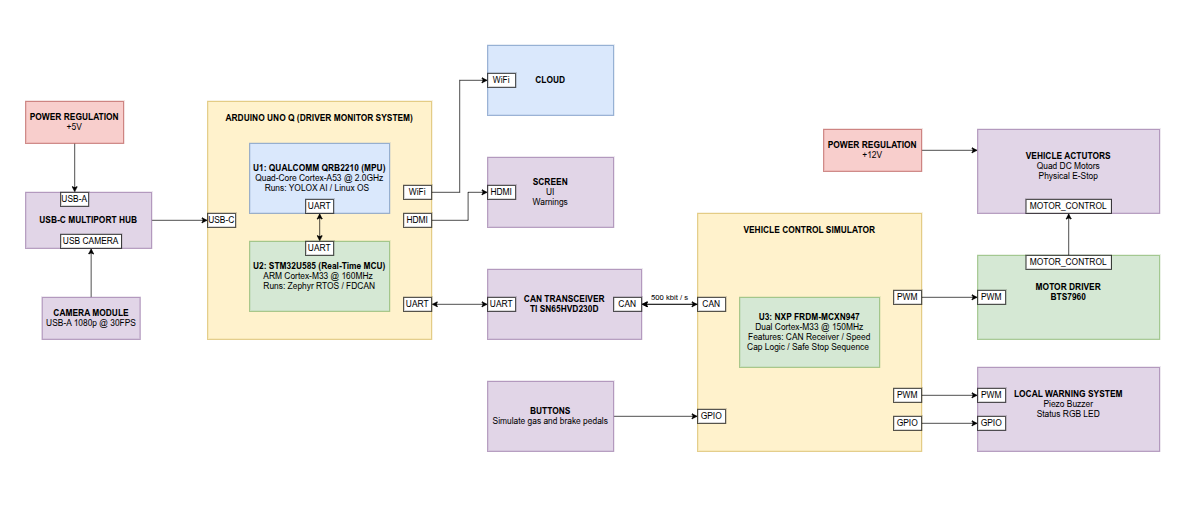 CLOUD
WiFi
POWER REGULATION
+5V
USB-A
USB-C MULTIPORT HUB
USB CAMERA
CAMERA MODULE
USB-A 1080p @ 30FPS
ARDUINO UNO Q (DRIVER MONITOR SYSTEM)
U1: QUALCOMM QRB2210 (MPU)
Quad-Core Cortex-A53 @ 2.0GHz
Runs: YOLOX AI / Linux OS
UART
UART
U2: STM32U585 (Real-Time MCU)
ARM Cortex-M33 @ 160MHz
Runs: Zephyr RTOS / FDCAN
USB-C
WiFi
HDMI
UART
HDMI
SCREEN
UI
Warnings
UART
CAN TRANSCEIVER
TI SN65HVD230D
CAN
500 kbit / s
BUTTONS
Simulate gas and brake pedals
VEHICLE CONTROL SIMULATOR
CAN
U3: NXP FRDM-MCXN947
Dual Cortex-M33 @ 150MHz
Features: CAN Receiver / Speed
Cap Logic / Safe Stop Sequence
GPIO
PWM
PWM
GPIO
POWER REGULATION
+12V
VEHICLE ACTUTORS
Quad DC Motors
Physical E-Stop
MOTOR_CONTROL
MOTOR_CONTROL
PWM
MOTOR DRIVER
BTS7960
LOCAL WARNING SYSTEM
Piezo Buzzer
Status RGB LED
PWM
GPIO